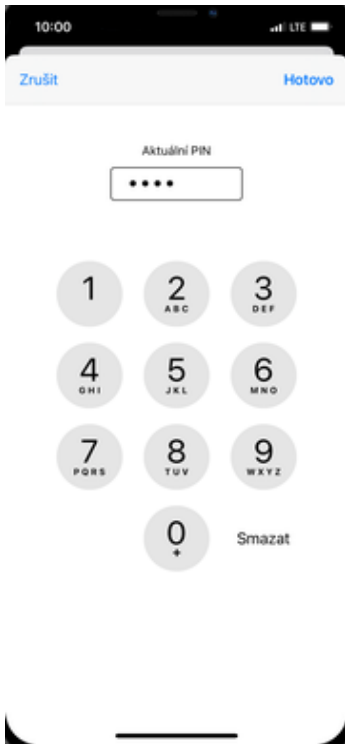 10:00
LTE
Zrušit
Hotovo
Aktuální PIN
••••
1
2
3
ABC
DEF
4
5
6
GHI
JKL
MNO
7
8
9
PQRS
TUV
WXYZ
0
Smazat
+